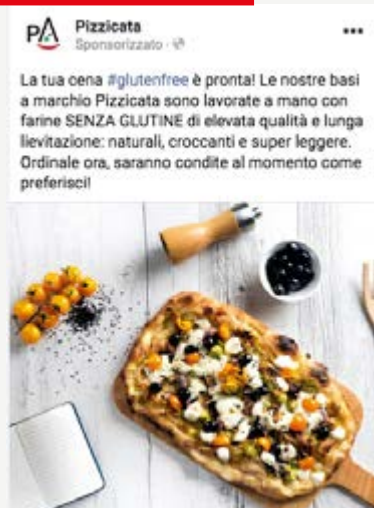 PA
Pizzicata
Sponsorizzato ·
La tua cena #glutenfree è pronta! Le nostre basi
a marchio Pizzicata sono lavorate a mano con
farine SENZA GLUTINE di elevata qualità e lunga
lievitazione: naturali, croccanti e super leggere.
Ordinale ora, saranno condite al momento come
preferisci!